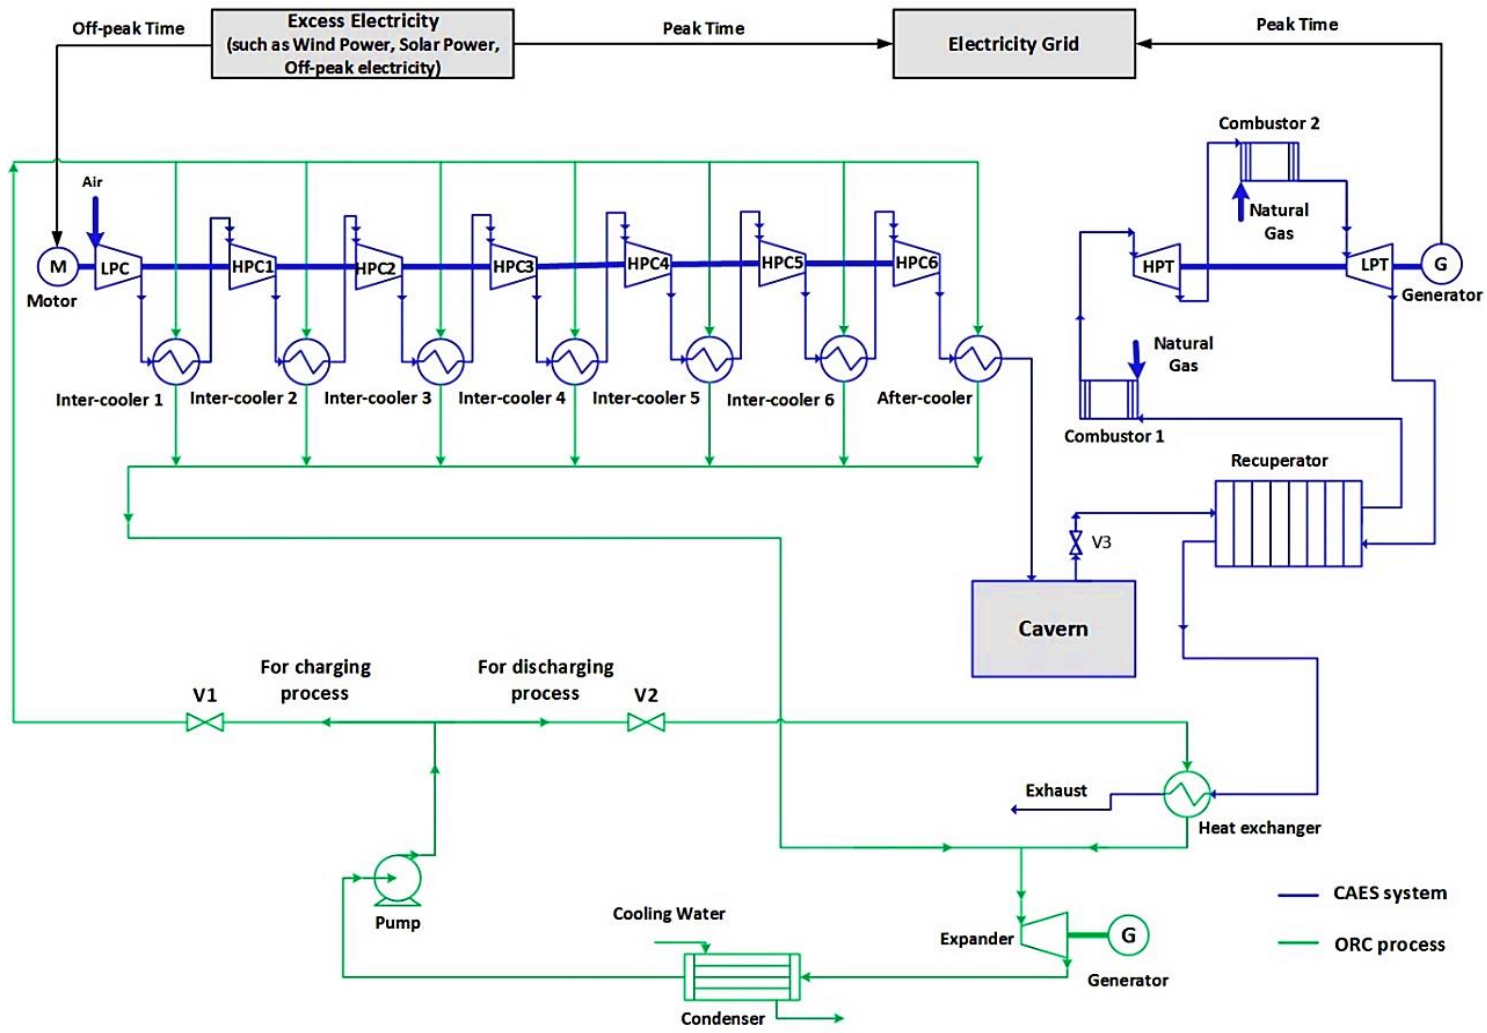 Excess Electricity
(such as Wind Power, Solar Power,
Off-peak electricity)
Off-peak Time
Peak Time
Electricity Grid
Peak Time
Combustor 2
Natural
Gas
Air
M
Motor
LPC
HPC1
HPC2
HPC3
HPC4
HPC5
HPC6
HPT
LPT
G
Generator
Natural
Gas
Inter-cooler 1
Inter-cooler 2
Inter-cooler 3
Inter-cooler 4
Inter-cooler 5
Inter-cooler 6
After-cooler
Combustor 1
Recuperator
V3
Cavern
For charging
process
For discharging
process
V1
V2
Exhaust
Heat exchanger
Pump
Cooling Water
Expander
G
Generator
Condenser
CAES system
ORC process